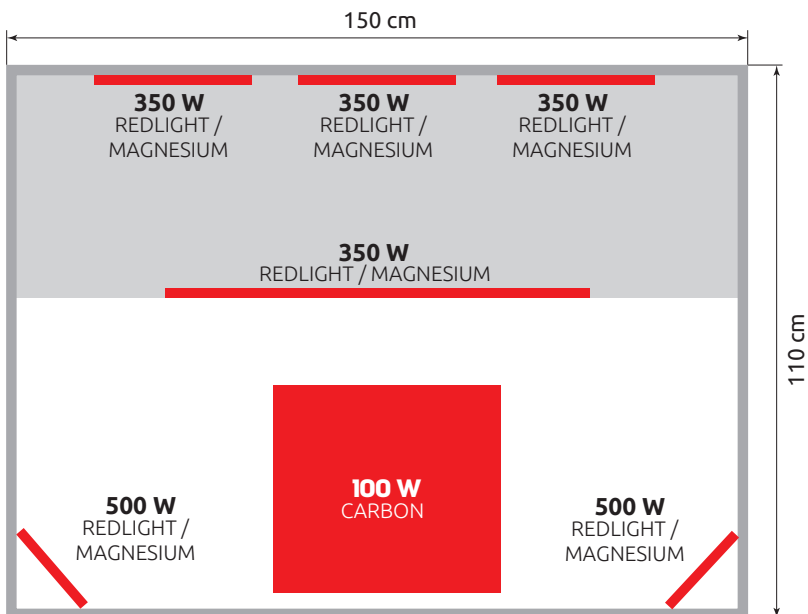 150 cm
350 W
REDLIGHT /
MAGNESIUM
350 W
REDLIGHT /
MAGNESIUM
350 W
REDLIGHT /
MAGNESIUM
350 W
REDLIGHT / MAGNESIUM
110 cm
500 W
REDLIGHT /
MAGNESIUM
100 W
CARBON
500 W
REDLIGHT /
MAGNESIUM